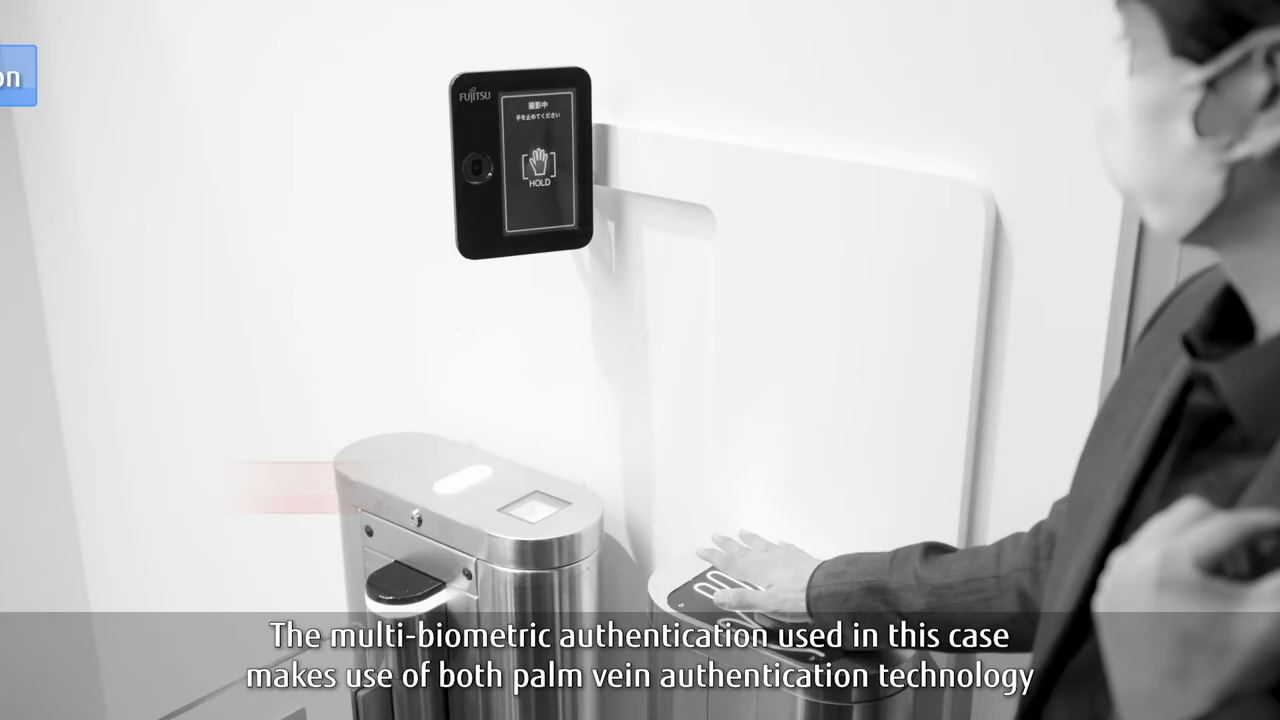 on
FUJITSU
撮影中
手を止めてください
HOLD
The multi-biometric authentication used in this case
makes use of both palm vein authentication technology